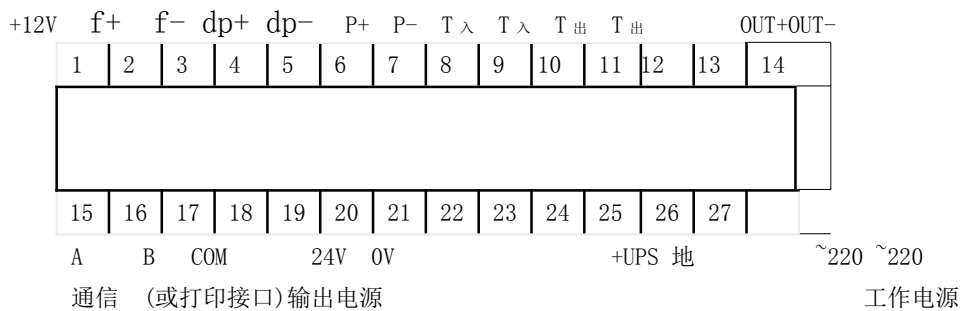 +12V f+ f- dp+ dp- P+ P- T入 T入 T出 T出 OUT+OUT-
1 2 3 4 5 6 7 8 9 10 11 12 13 14
15 16 17 18 19 20 21 22 23 24 25 26 27
A B COM 24V 0V +UPS 地 ~220 ~220
通信 (或打印接口)输出电源 工作电源